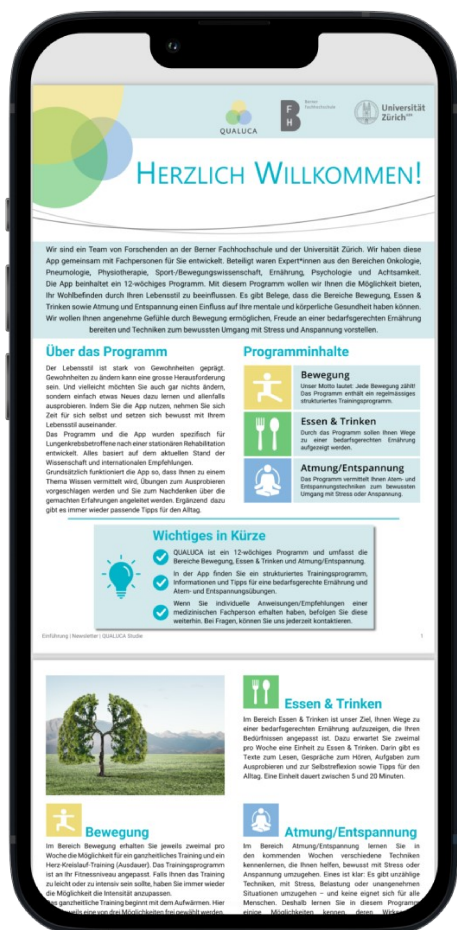 QUALUCA
F
B
H
Berner
Fachhochschule
Universität
Zürich
HERZLICH WILLKOMMEN!
Wir sind ein Team von Forschenden an der Berner Fachhochschule und der Universität Zürich. Wir haben diese
App gemeinsam mit Fachpersonen für Sie entwickelt. Beteiligt waren Expert*innen aus den Bereichen Onkologie,
Pneumologie, Physiotherapie, Sport-/Bewegungswissenschaft, Ernährung, Psychologie und Achtsamkeit.
Die App beinhaltet ein 12-wöchiges Programm. Mit diesem Programm wollen wir Ihnen die Möglichkeit bieten,
Ihr Wohlbefinden durch Ihren Lebensstil zu beeinflussen. Es gibt Belege, dass die Bereiche Bewegung, Essen &
Trinken sowie Atmung und Entspannung einen Einfluss auf Ihre mentale und körperliche Gesundheit haben können.
Wir wollen Ihnen angenehme Gefühle durch Bewegung ermöglichen, Freude an einer bedarfsgerechten Ernährung
bereiten und Techniken zum bewussten Umgang mit Stress und Anspannung vorstellen.
Über das Programm
Der Lebensstil ist stark von Gewohnheiten geprägt.
Gewohnheiten zu ändern kann eine grosse Herausforderung
sein. Und vielleicht möchten Sie auch gar nichts ändern,
sondern einfach etwas Neues dazu lernen und allenfalls
ausprobieren. Indem Sie die App nutzen, nehmen Sie sich
Zeit für sich selbst und setzen sich bewusst mit Ihrem
Lebensstil auseinander.
Das Programm und die App wurden spezifisch für
Lungenkrebsbetroffene nach einer stationären Rehabilitation
entwickelt. Alles basiert auf dem aktuellen Stand der
Wissenschaft und internationalen Empfehlungen.
Grundsätzlich funktioniert die App so, dass Ihnen zu einem
Thema Wissen vermittelt wird, Übungen zum Ausprobieren
vorgeschlagen werden und Sie zum Nachdenken über die
gemachten Erfahrungen angeleitet werden. Ergänzend dazu
gibt es immer wieder passende Tipps für den Alltag.
Programminhalte
Bewegung
Unser Motto lautet: Jede Bewegung zählt!
Das Programm enthält ein regelmässiges
strukturiertes Trainingsprogramm.
Essen & Trinken
Durch das Programm sollen Ihnen Wege
zu einer bedarfsgerechten Ernährung
aufgezeigt werden.
Atmung/Entspannung
Das Programm vermittelt Ihnen Atem- und
Entspannungstechniken zum bewussten
Umgang mit Stress oder Anspannung.
Wichtiges in Kürze
QUALUCA ist ein 12-wöchiges Programm und umfasst die
Bereiche Bewegung, Essen & Trinken und Atmung/Entspannung.
In der App finden Sie ein strukturiertes Trainingsprogramm,
Informationen und Tipps für eine bedarfsgerechte Ernährung und
Atem- und Entspannungsübungen.
Wenn Sie individuelle Anweisungen/Empfehlungen einer
medizinischen Fachperson erhalten haben, befolgen Sie diese
weiterhin. Bei Fragen, können Sie uns jederzeit kontaktieren.
Einführung | Newsletter | QUALUCA Studie 1
Essen & Trinken
Im Bereich Essen & Trinken ist unser Ziel, Ihnen Wege zu
einer bedarfsgerechten Ernährung aufzuzeigen, die Ihren
Bedürfnissen angepasst ist. Dazu erwartet Sie zweimal
pro Woche eine Einheit zu Essen & Trinken. Darin gibt es
Texte zum Lesen, Gespräche zum Hören, Aufgaben zum
Ausprobieren und zur Selbstreflexion sowie Tipps für den
Alltag. Eine Einheit dauert zwischen 5 und 20 Minuten.
Bewegung
Im Bereich Bewegung erhalten Sie jeweils zweimal pro
Woche die Möglichkeit für ein ganzheitliches Training und ein
Herz-Kreislauf-Training (Ausdauer). Das Trainingsprogramm
ist an Ihr Fitnessniveau angepasst. Falls Ihnen das Training
zu leicht oder zu intensiv sein sollte, haben Sie immer wieder
die Möglichkeit die Intensität anzupassen.
ganzheitliche Training beginnt mit dem Aufwärmen. Hier
eine von drei Möglichkeiten frei gewählt werden.
Atmung/Entspannung
Im Bereich Atmung/Entspannung lernen Sie in
den kommenden Wochen verschiedene Techniken
kennenlernen, die Ihnen helfen, bewusst mit Stress oder
Anspannung umzugehen. Eines ist klar: Es gibt unzählige
Techniken, mit Stress, Belastung oder unangenehmen
Situationen umzugehen – und keine eignet sich für alle
Menschen. Deshalb lernen Sie in diesem Programm
einige Möglichkeiten kennen, deren